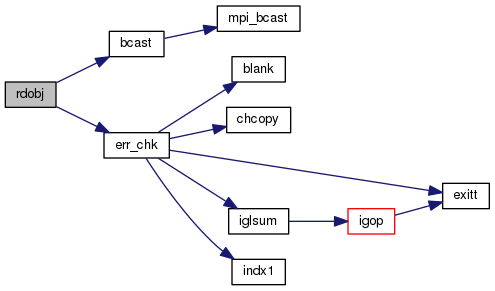 mpi_bcast
bcast
blank
rdobj
chcopy
err_chk
exitt
iglsum
igop
indx1